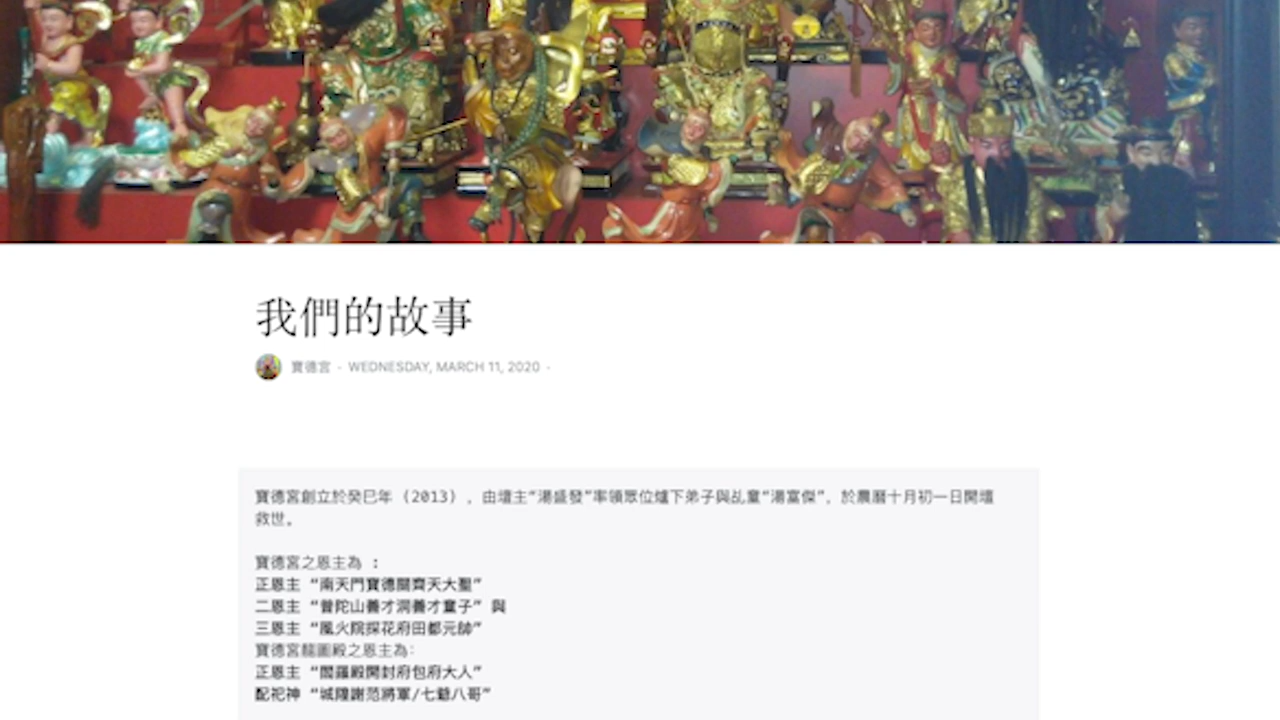 我們的故事
寶德宮 - WEDNESDAY, MARCH 11, 2020 -
寶德宮創立於癸巳年 (2013) ，由壇主“湯盛發”率領眾位爐下弟子與乩童“湯富傑”，於農曆十月初一日開壇
救世。
寶德宮之恩主為 :
正恩主 “南天門寶德關齊天大聖”
二恩主 “普陀山善才洞善才童子” 與
三恩主 “風火院探花府田都元帥”
寶德宮龍圖殿之恩主為:
正恩主 “閻羅殿開封府包府大人”
配祀神 “城隍謝范將軍/七爺八哥”